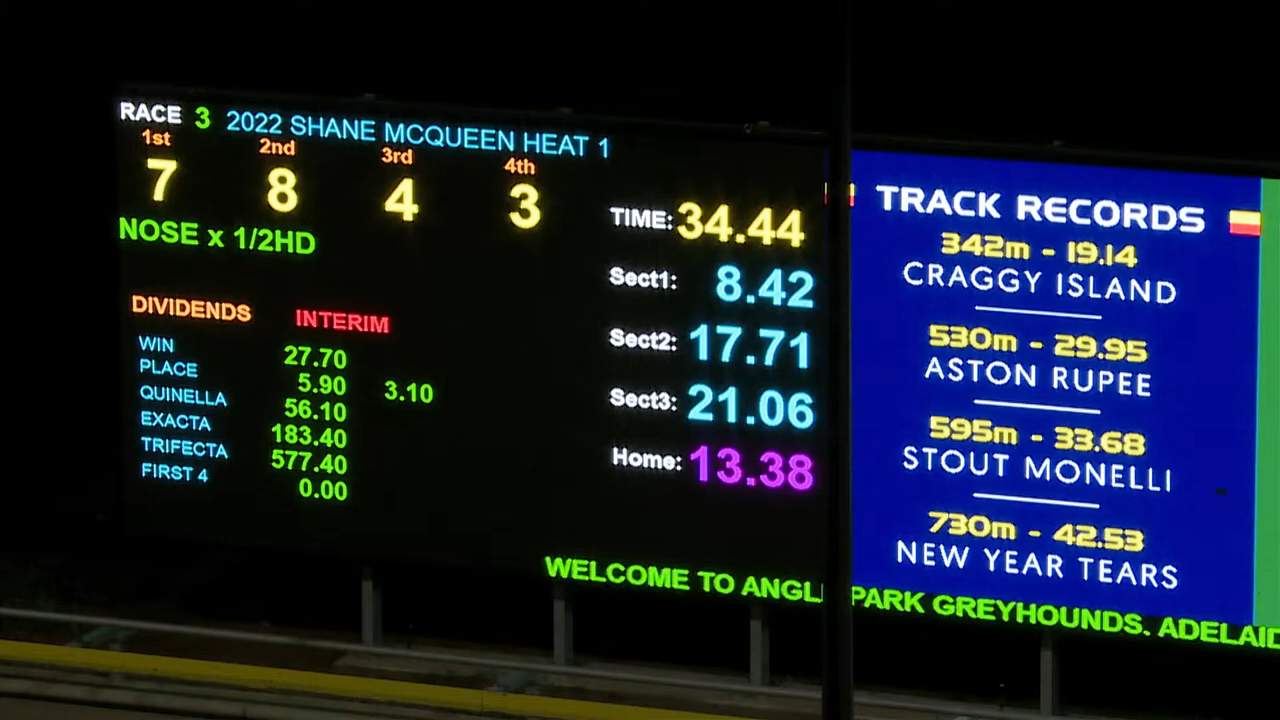 RACE 3 2022 SHANE MCQUEEN HEAT 1
1st 2nd 3rd 4th
7 8 4 3
NOSE x 1/2HD
DIVIDENDS INTERIM
WIN 27.70
PLACE 5.90 3.10
QUINELLA 56.10
EXACTA 183.40
TRIFECTA 577.40
FIRST 4 0.00
TIME: 34.44
Sect1: 8.42
Sect2: 17.71
Sect3: 21.06
Home: 13.38
TRACK RECORDS
342m - 19.14
CRAGGY ISLAND
530m - 29.95
ASTON RUPEE
595m - 33.68
STOUT MONELLI
730m - 42.53
NEW YEAR TEARS
WELCOME TO ANGL PARK GREYHOUNDS. ADELAID